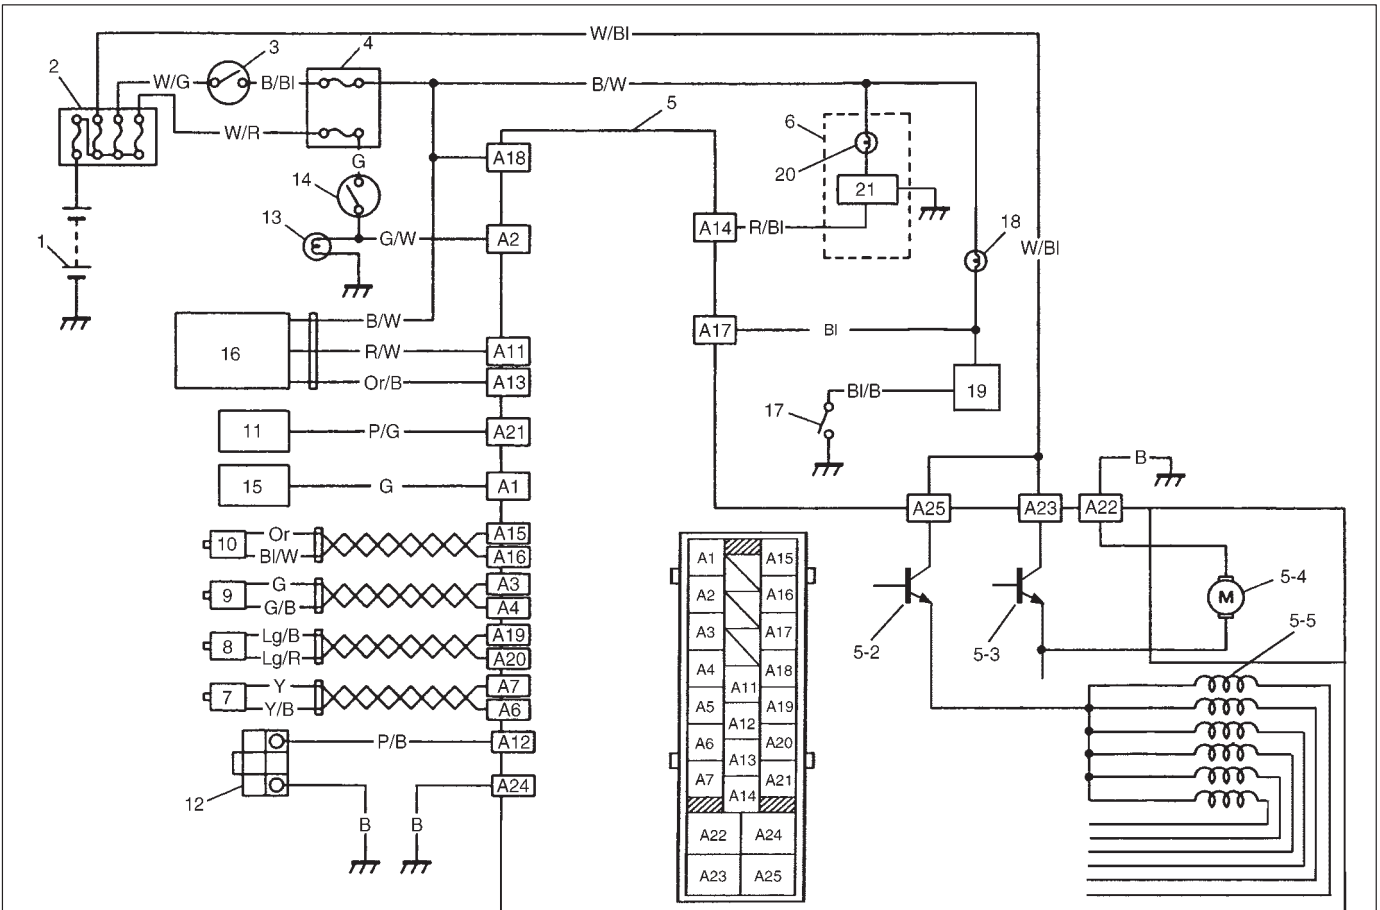 W/Bl
3
4
2
W/G
B/Bl
B/W
5
6
W/R
A18
G
14
20
21
13
G/W
A2
A14
R/Bl
18
W/Bl
1
B/W
A17
Bl
16
R/W
A11
Or/B
A13
19
Bl/B
17
11
P/G
A21
B
15
G
A1
A25
A23
A22
10
Or
A15
Bl/W
A16
9
G
A3
G/B
A4
8
Lg/B
A19
Lg/R
A20
7
Y
A7
Y/B
A6
12
P/B
A12
A24
B
B
A1
A15
A2
A16
A3
A17
A4
A18
A11
A5
A19
A12
A6
A20
A13
A7
A21
A14
A22
A24
A23
A25
5-2
5-3
M
5-4
5-5